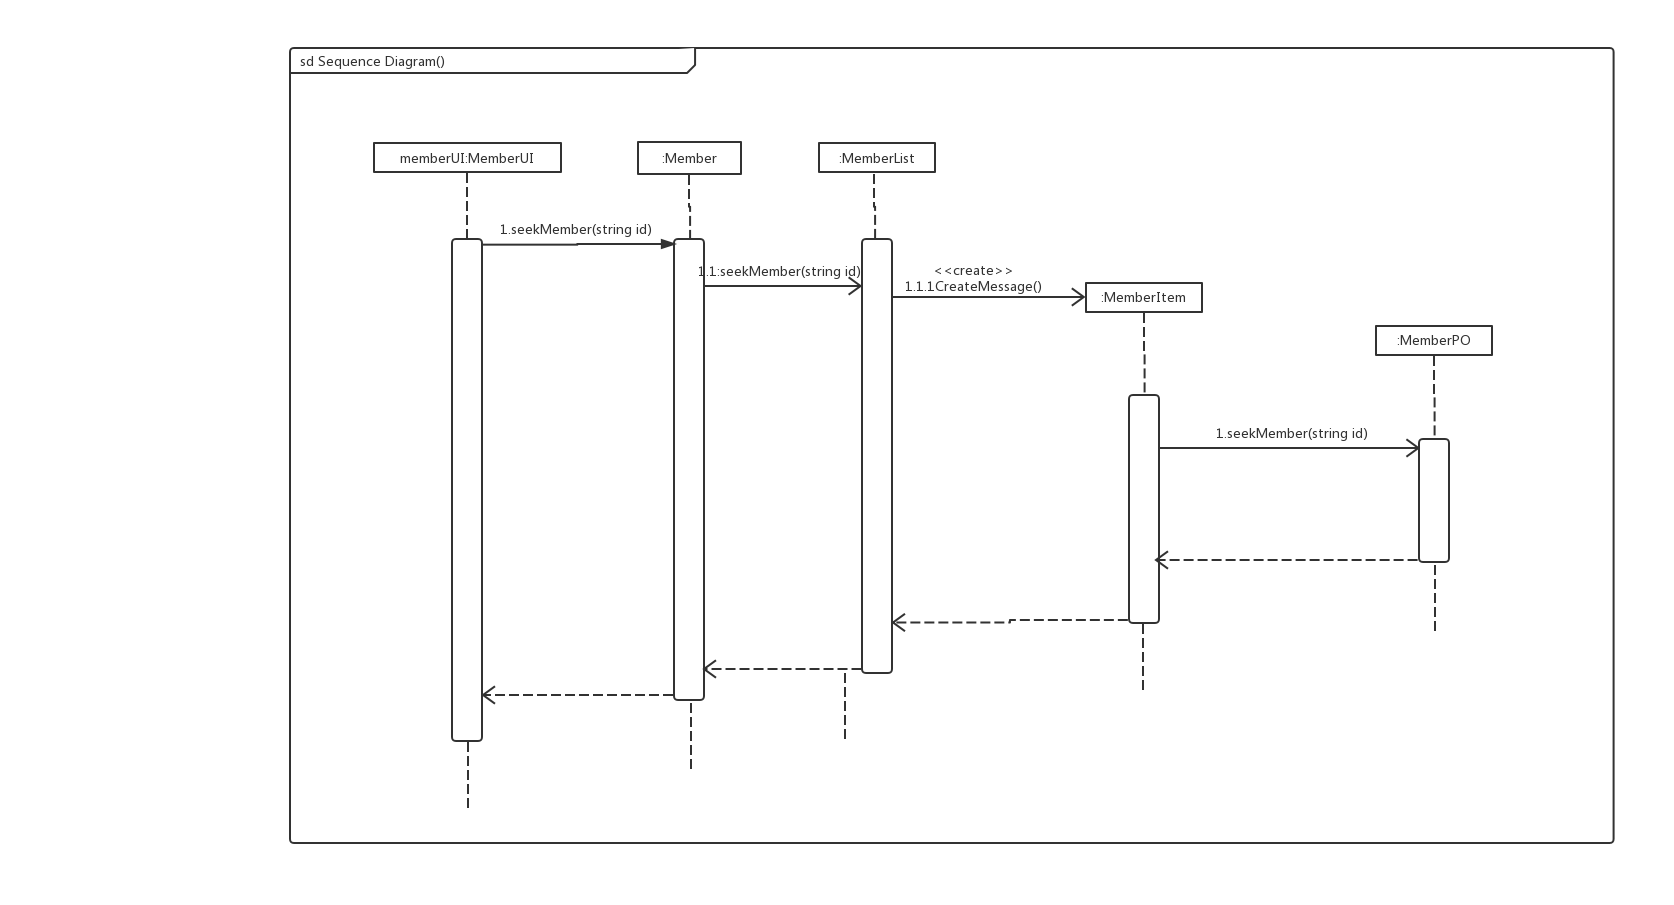 sd Sequence Diagram()
memberUI:MemberUI
:Member
:MemberList
1.seekMember(string id)
1.1:seekMember(string id)
<<create>>
1.1.1CreateMessage()
:MemberItem
:MemberPO
1.seekMember(string id)